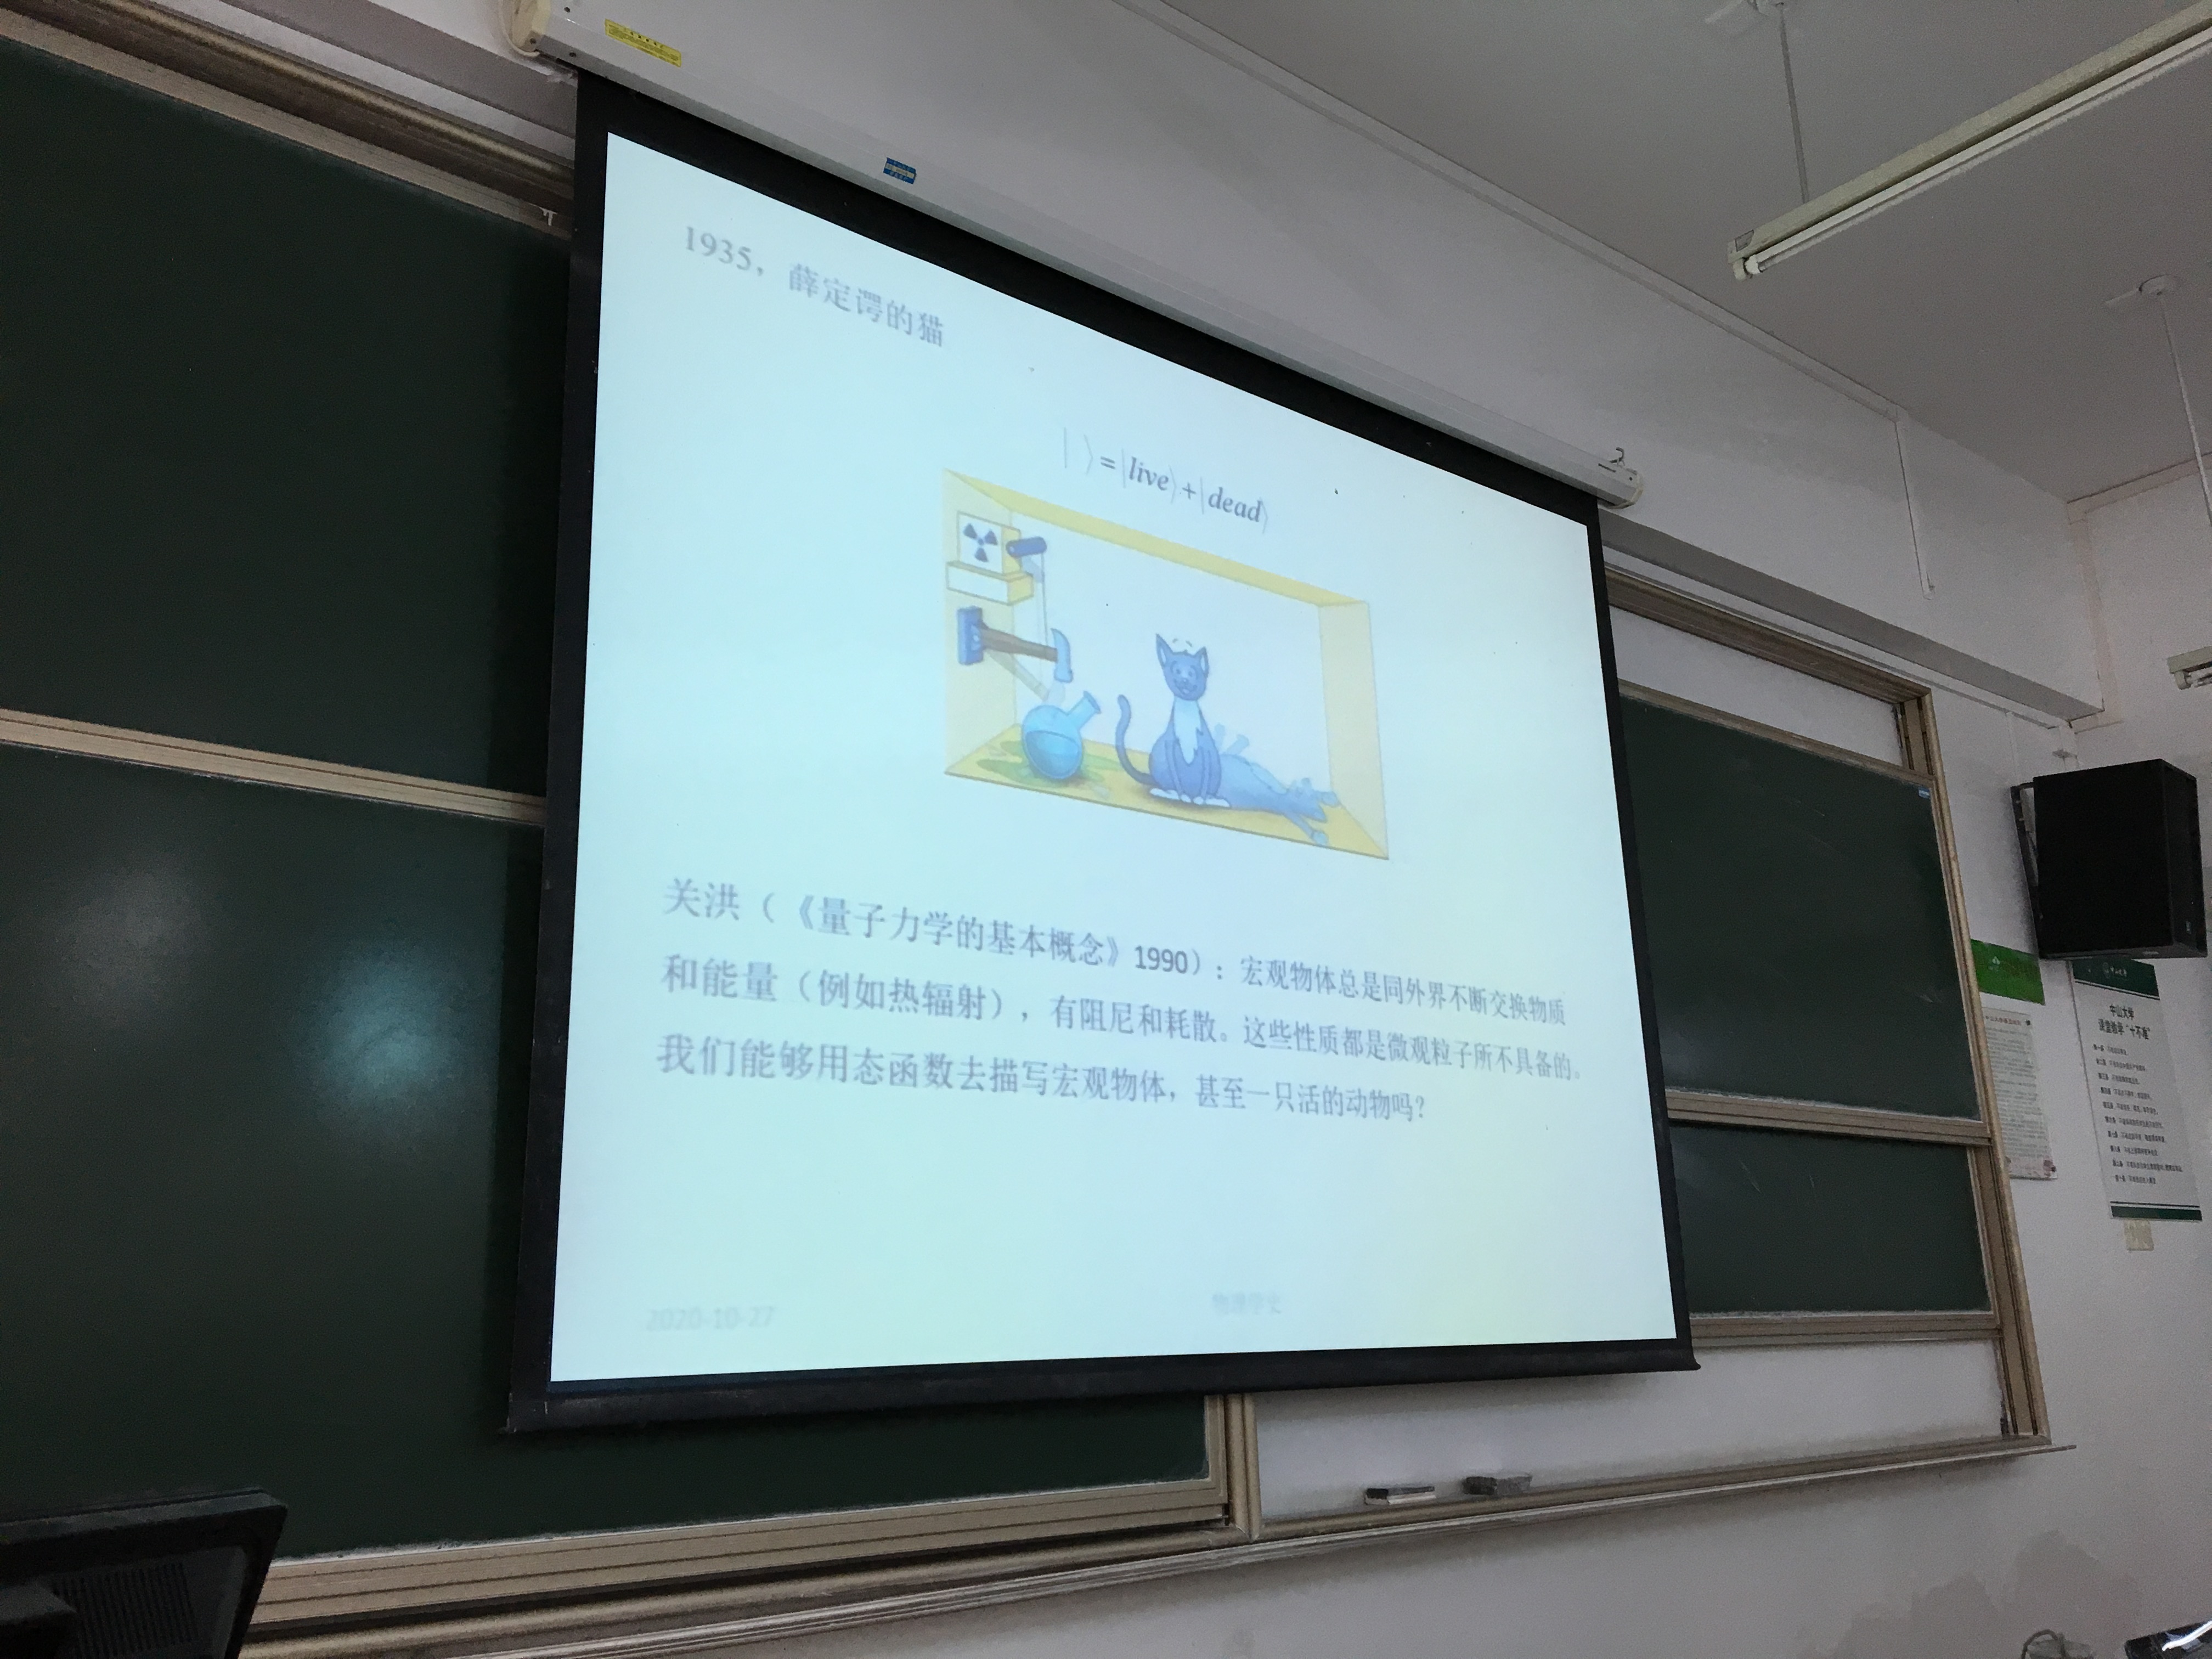 1935，薛定谔的猫
| ⟩=|live⟩+|dead⟩
关洪（《量子力学的基本概念》1990）：宏观物体总是同外界不断交换物质
和能量（例如热辐射），有阻尼和耗散。这些性质都是微观粒子所不具备的。
我们能够用态函数去描写宏观物体，甚至一只活的动物吗？
2020-10-27
物理学史
中山大学
课堂教学“十不准”